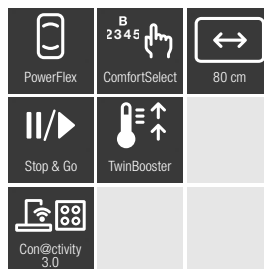 B
2345
PowerFlex
ComfortSelect
80 cm
Stop & Go
TwinBooster
Con@ctivity
3.0